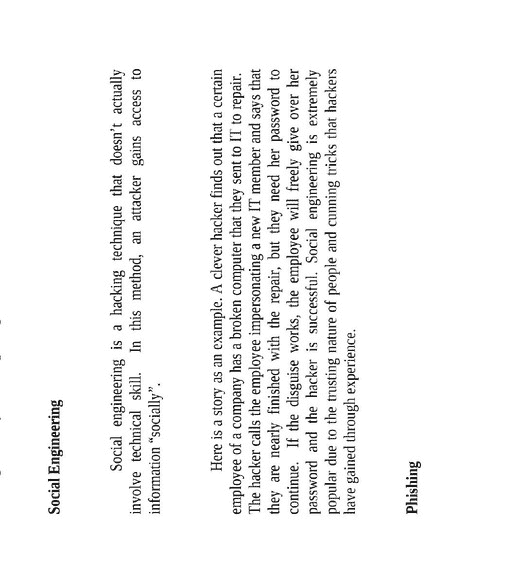 Social Engineering
Social engineering is a hacking technique that doesn't actually
involve technical skill. In this method, an attacker gains access to
information “socially”.
Here is a story as an example. A clever hacker finds out that a certain
employee of a company has a broken computer that they sent to IT to repair.
The hacker calls the employee impersonating a new IT member and says that
they are nearly finished with the repair, but they need her password to
continue. If the disguise works, the employee will freely give over her
password and the hacker is successful. Social engineering is extremely
popular due to the trusting nature of people and cunning tricks that hackers
have gained through experience.
Phishing